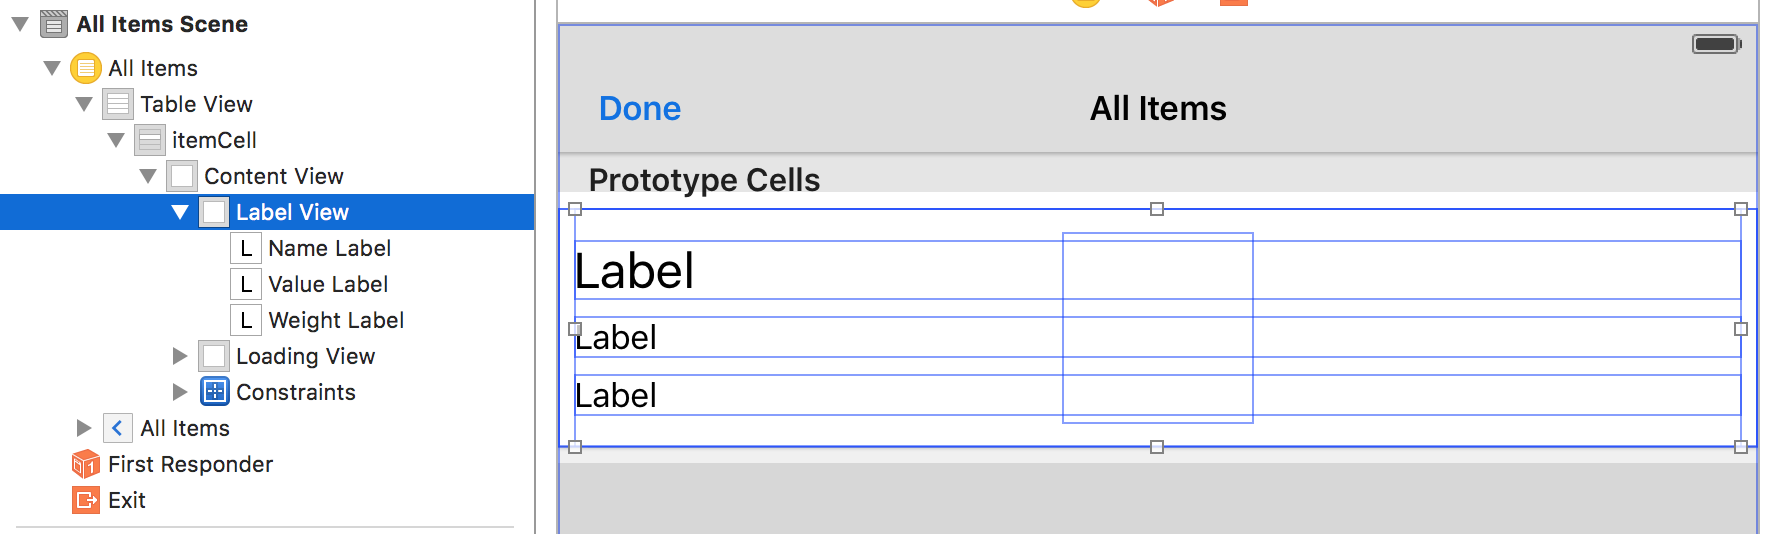 All Items Scene
All Items
Table View
itemCell
Content View
Label View
L Name Label
L Value Label
L Weight Label
Loading View
Constraints
All Items
1 First Responder
Exit
Done All Items
Prototype Cells
Label
Label
Label